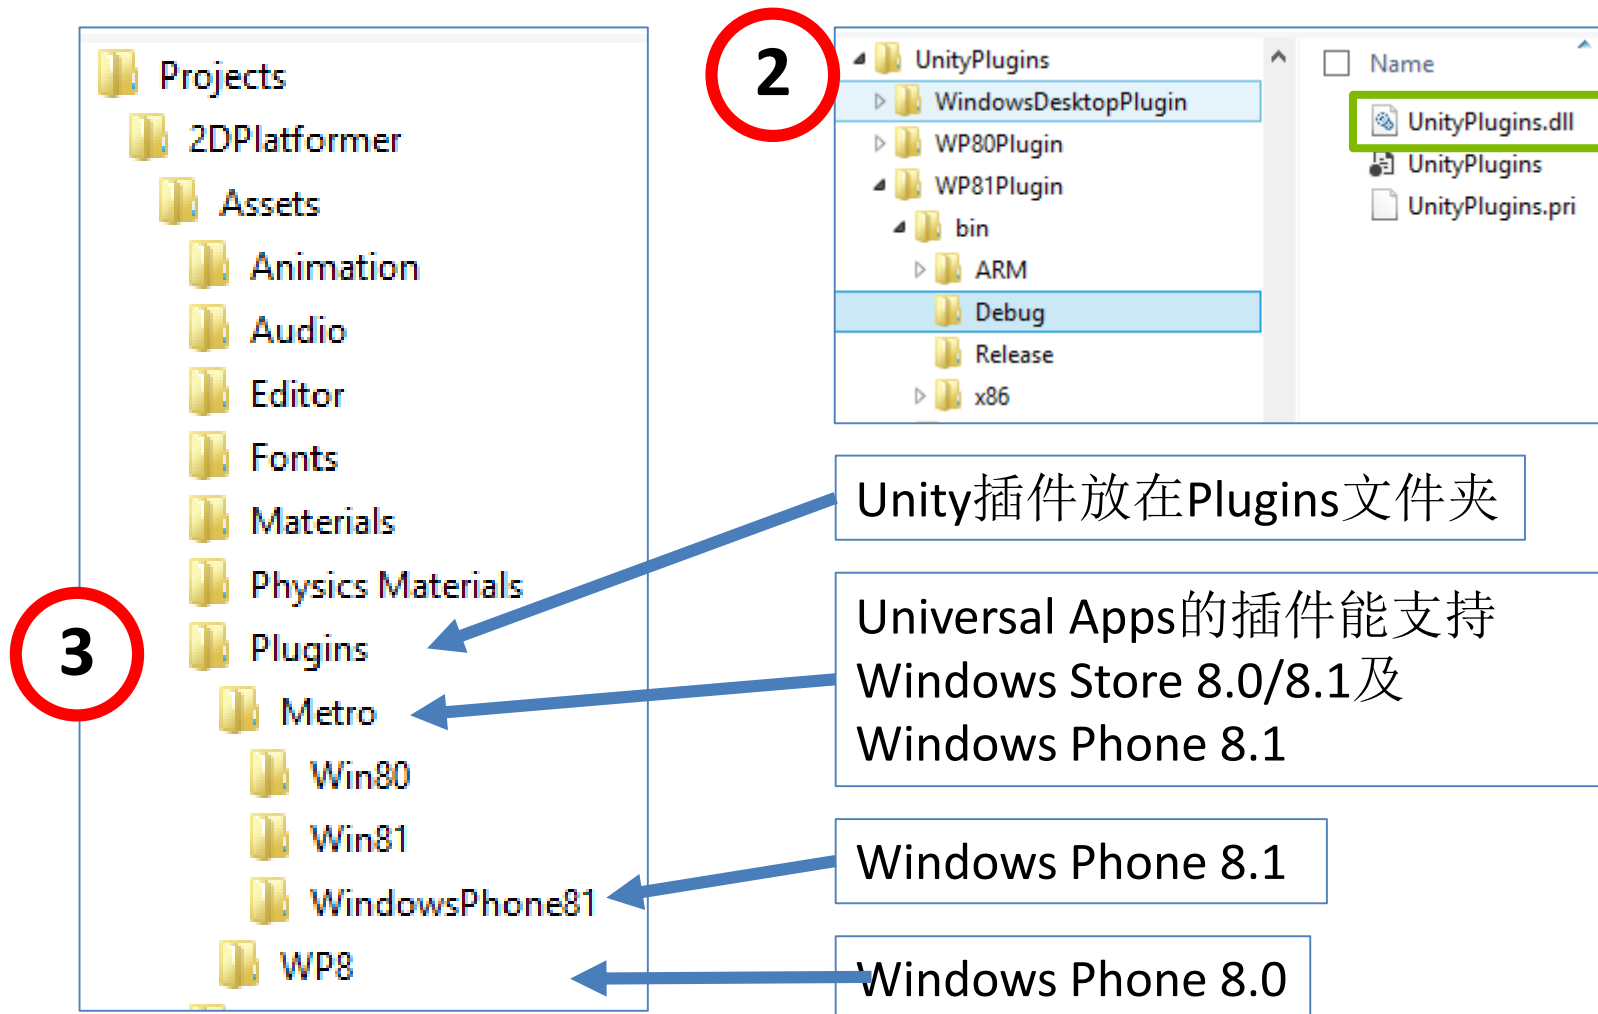 Projects
2DPlatformer
Assets
Animation
Audio
Editor
Fonts
Materials
Physics Materials
3
Plugins
Metro
Win80
Win81
WindowsPhone81
WP8
2
UnityPlugins
WindowsDesktopPlugin
WP80Plugin
WP81Plugin
bin
ARM
Debug
Release
x86
Name
UnityPlugins.dll
UnityPlugins
UnityPlugins.pri
Unity插件放在Plugins文件夹
Universal Apps的插件能支持
Windows Store 8.0/8.1及
Windows Phone 8.1
Windows Phone 8.1
Windows Phone 8.0